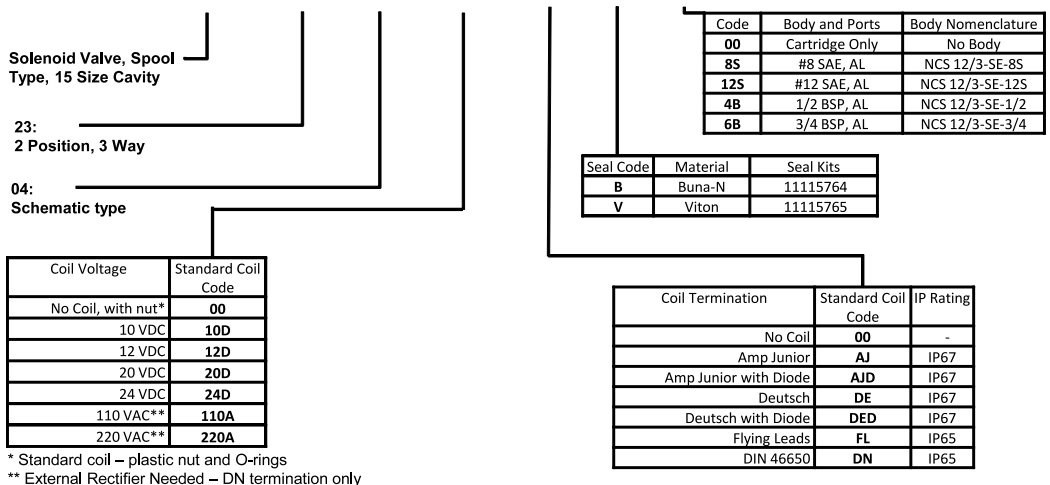 Solenoid Valve, Spool
Type, 15 Size Cavity
23:
2 Position, 3 Way
04:
Schematic type
Code Body and Ports Body Nomenclature
00 Cartridge Only No Body
8S #8 SAE, AL NCS 12/3-SE-8S
12S #12 SAE, AL NCS 12/3-SE-12S
4B 1/2 BSP, AL NCS 12/3-SE-1/2
6B 3/4 BSP, AL NCS 12/3-SE-3/4
Seal Code Material Seal Kits
B Buna-N 11115764
V Viton 11115765
Coil Voltage Standard Coil
Code
No Coil, with nut* 00
10 VDC 10D
12 VDC 12D
20 VDC 20D
24 VDC 24D
110 VAC** 110A
220 VAC** 220A
* Standard coil – plastic nut and O-rings
** External Rectifier Needed – DN termination only
Coil Termination Standard Coil IP Rating
Code
No Coil 00 -
Amp Junior AJ IP67
Amp Junior with Diode AJD IP67
Deutsch DE IP67
Deutsch with Diode DED IP67
Flying Leads FL IP65
DIN 46650 DN IP65